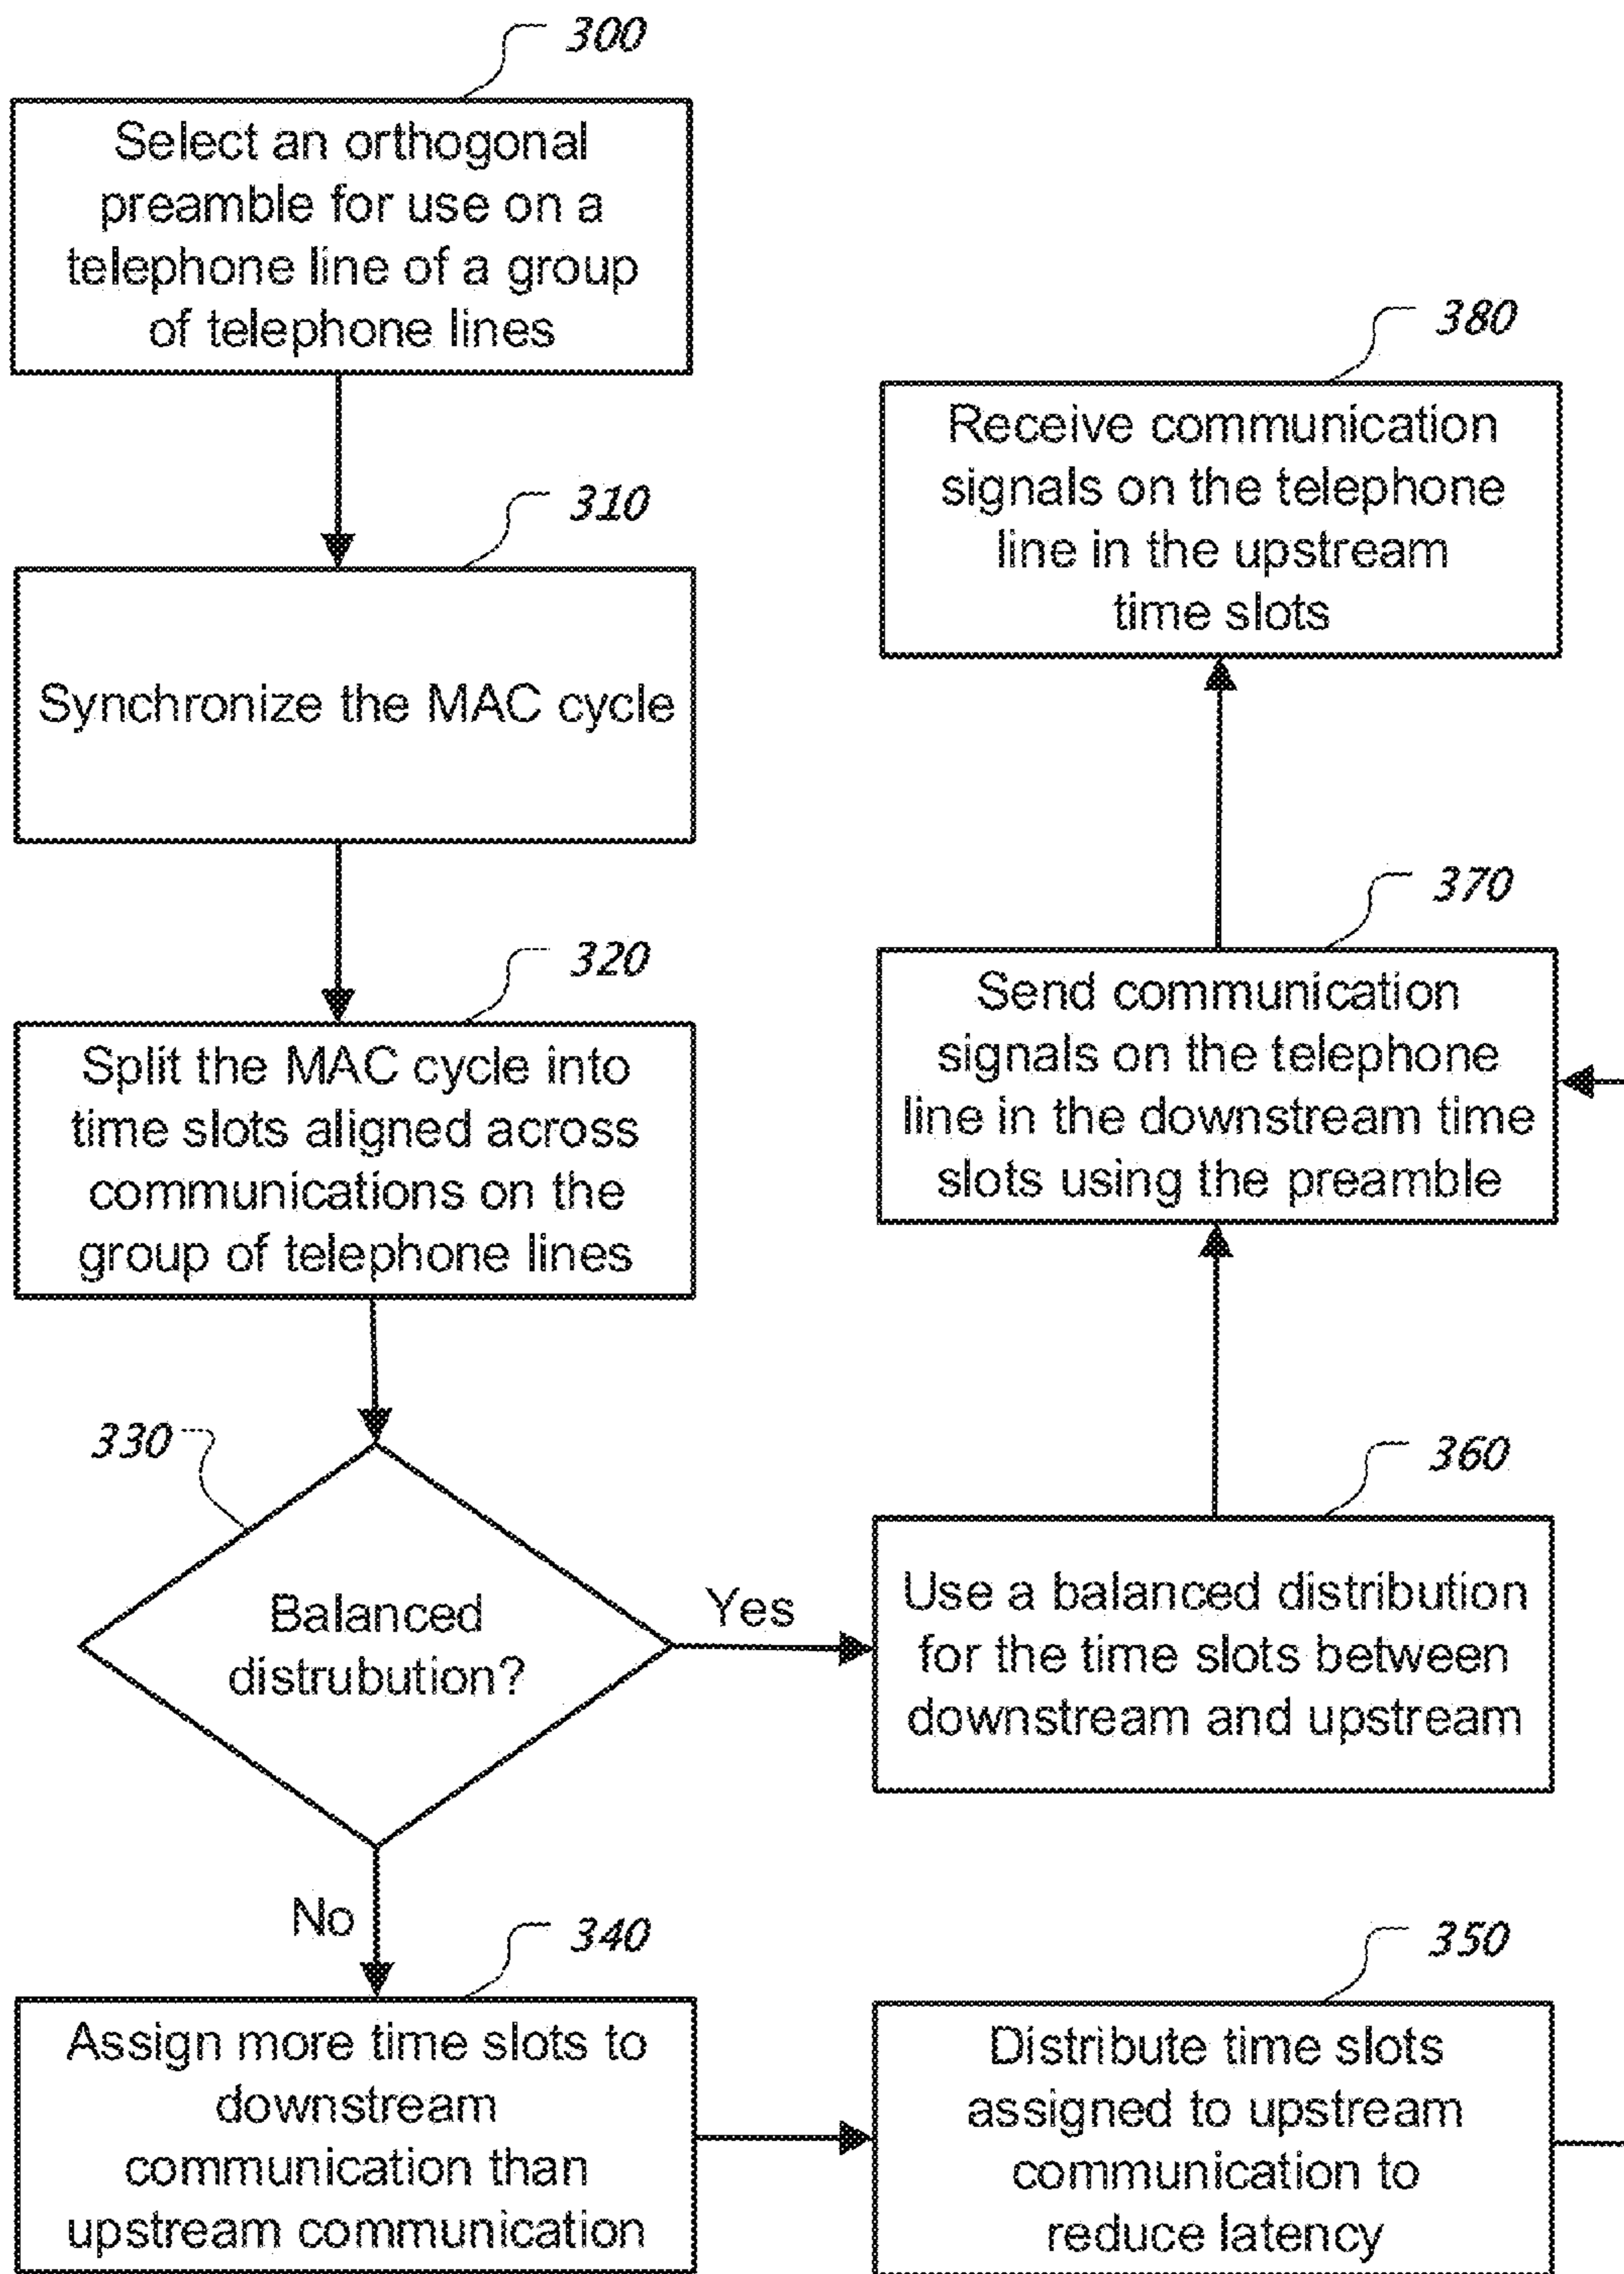 300
Select an orthogonal
preamble for use on a
telephone line of a group
of telephone lines
310
Synchronize the MAC cycle
320
Split the MAC cycle into
time slots aligned across
communications on the
group of telephone lines
330
Balanced
distrubution?
Yes
No
340
Assign more time slots to
downstream
communication than
upstream communication
350
Distribute time slots
assigned to upstream
communication to
reduce latency
360
Use a balanced distribution
for the time slots between
downstream and upstream
370
Send communication
signals on the telephone
line in the downstream time
slots using the preamble
380
Receive communication
signals on the telephone
line in the upstream
time slots